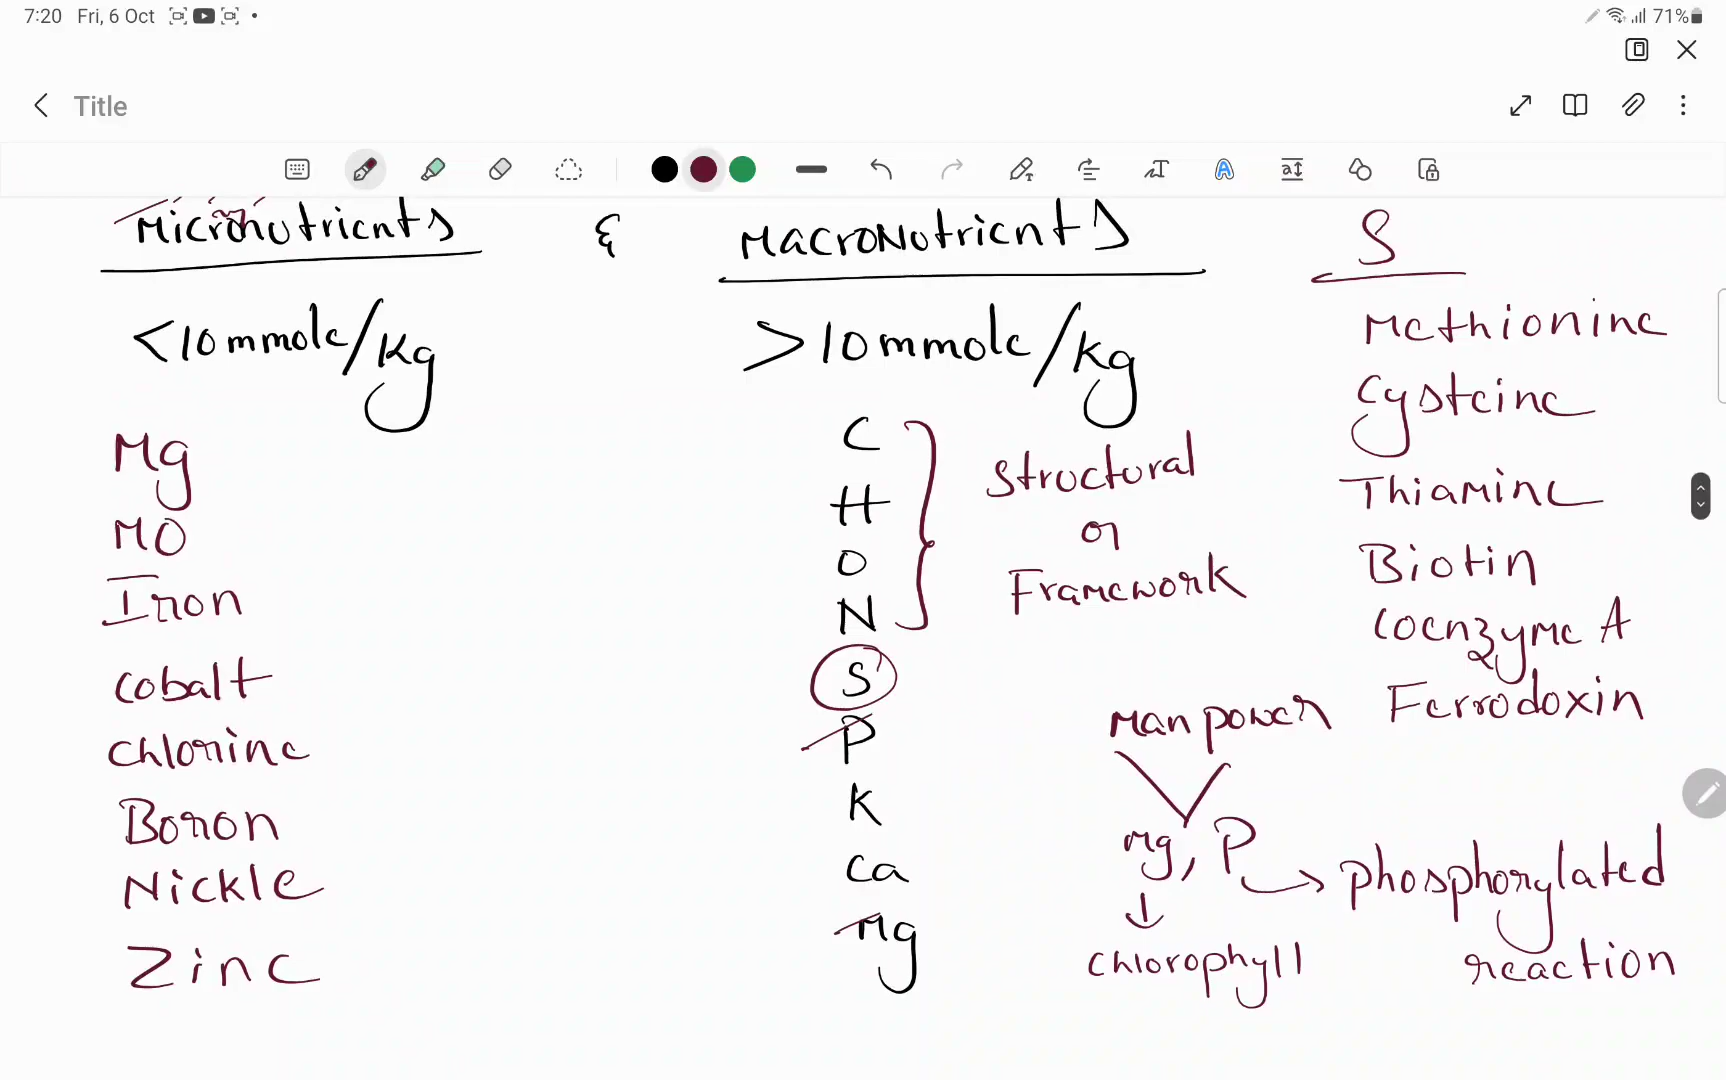 7:20 Fri, 6 Oct
71%
Title
Micronutrients & MacroNutrients
<10 mmole/Kg
Mg
MO
Iron
Cobalt
Chlorine
Boron
Nickle
Zinc
>10 mmole/Kg
C
H
O
N
S
P
K
Ca
Mg
Structural
or
Framework
Man power
Mg, P → phosphorylated
reaction
↓
Chlorophyll
S
Methionine
Cysteine
Thiamine
Biotin
Coenzyme A
Ferrodoxin